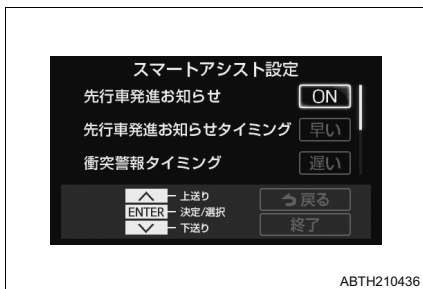 スマートアシスト設定
先行車発進お知らせ ON
先行車発進お知らせタイミング 早い
衝突警報タイミング 遅い
上送り
ENTER 決定/選択
下送り
戻る
終了
ABTH210436